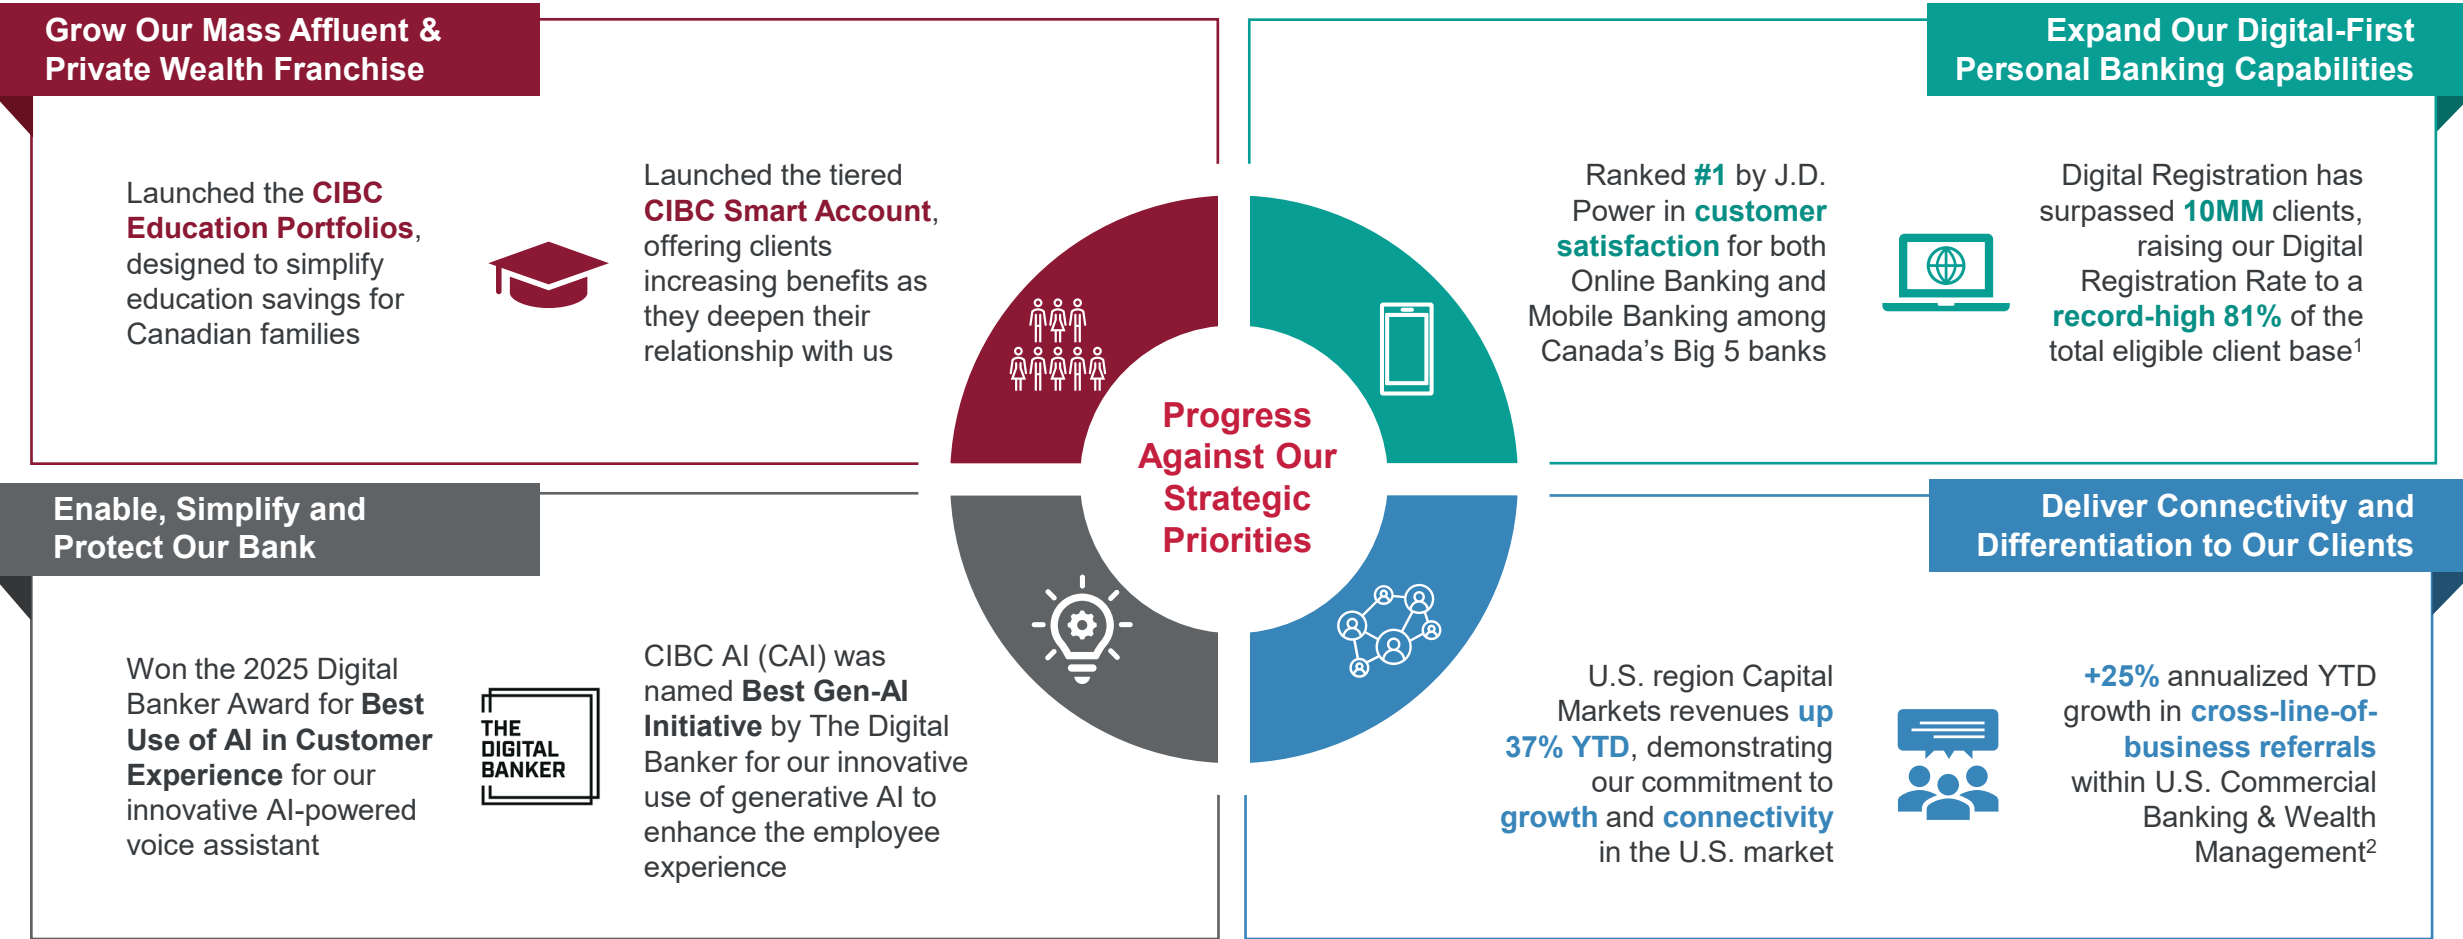 Grow Our Mass Affluent &
Private Wealth Franchise
Launched the CIBC
Education Portfolios,
designed to simplify
education savings for
Canadian families
Launched the tiered
CIBC Smart Account,
offering clients
increasing benefits as
they deepen their
relationship with us
Expand Our Digital-First
Personal Banking Capabilities
Ranked #1 by J.D.
Power in customer
satisfaction for both
Online Banking and
Mobile Banking among
Canada's Big 5 banks
Digital Registration has
surpassed 10MM clients,
raising our Digital
Registration Rate to a
record-high 81% of the
total eligible client base1
Progress
Against Our
Strategic
Priorities
Enable, Simplify and
Protect Our Bank
Won the 2025 Digital
Banker Award for Best
Use of AI in Customer
Experience for our
innovative AI-powered
voice assistant
THE
DIGITAL
BANKER
CIBC AI (CAI) was
named Best Gen-AI
Initiative by The Digital
Banker for our innovative
use of generative AI to
enhance the employee
experience
Deliver Connectivity and
Differentiation to Our Clients
U.S. region Capital
Markets revenues up
37% YTD, demonstrating
our commitment to
growth and connectivity
in the U.S. market
+25% annualized YTD
growth in cross-line-of-
business referrals
within U.S. Commercial
Banking & Wealth
Management2